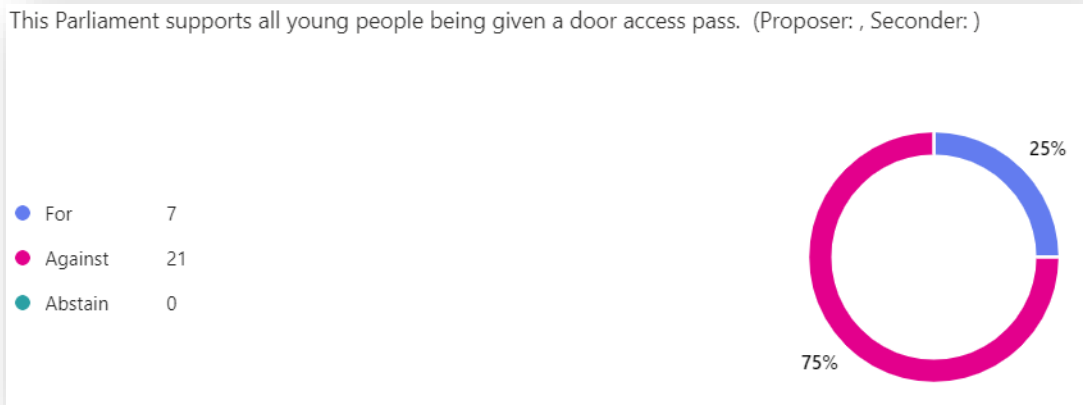 This Parliament supports all young people being given a door access pass.  (Proposer: , Seconder: )
25%
For 7
Against 21
Abstain 0
75%